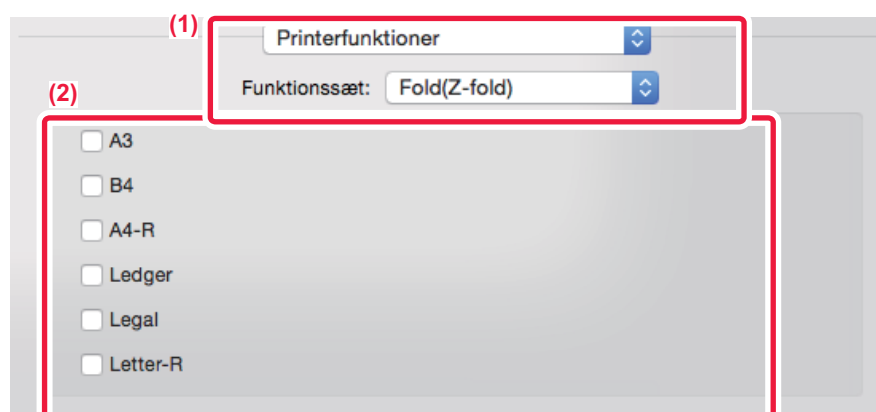 (1)
Printerfunktioner
Funktionssæt: Fold(Z-fold)
(2)
A3
B4
A4-R
Ledger
Legal
Letter-R